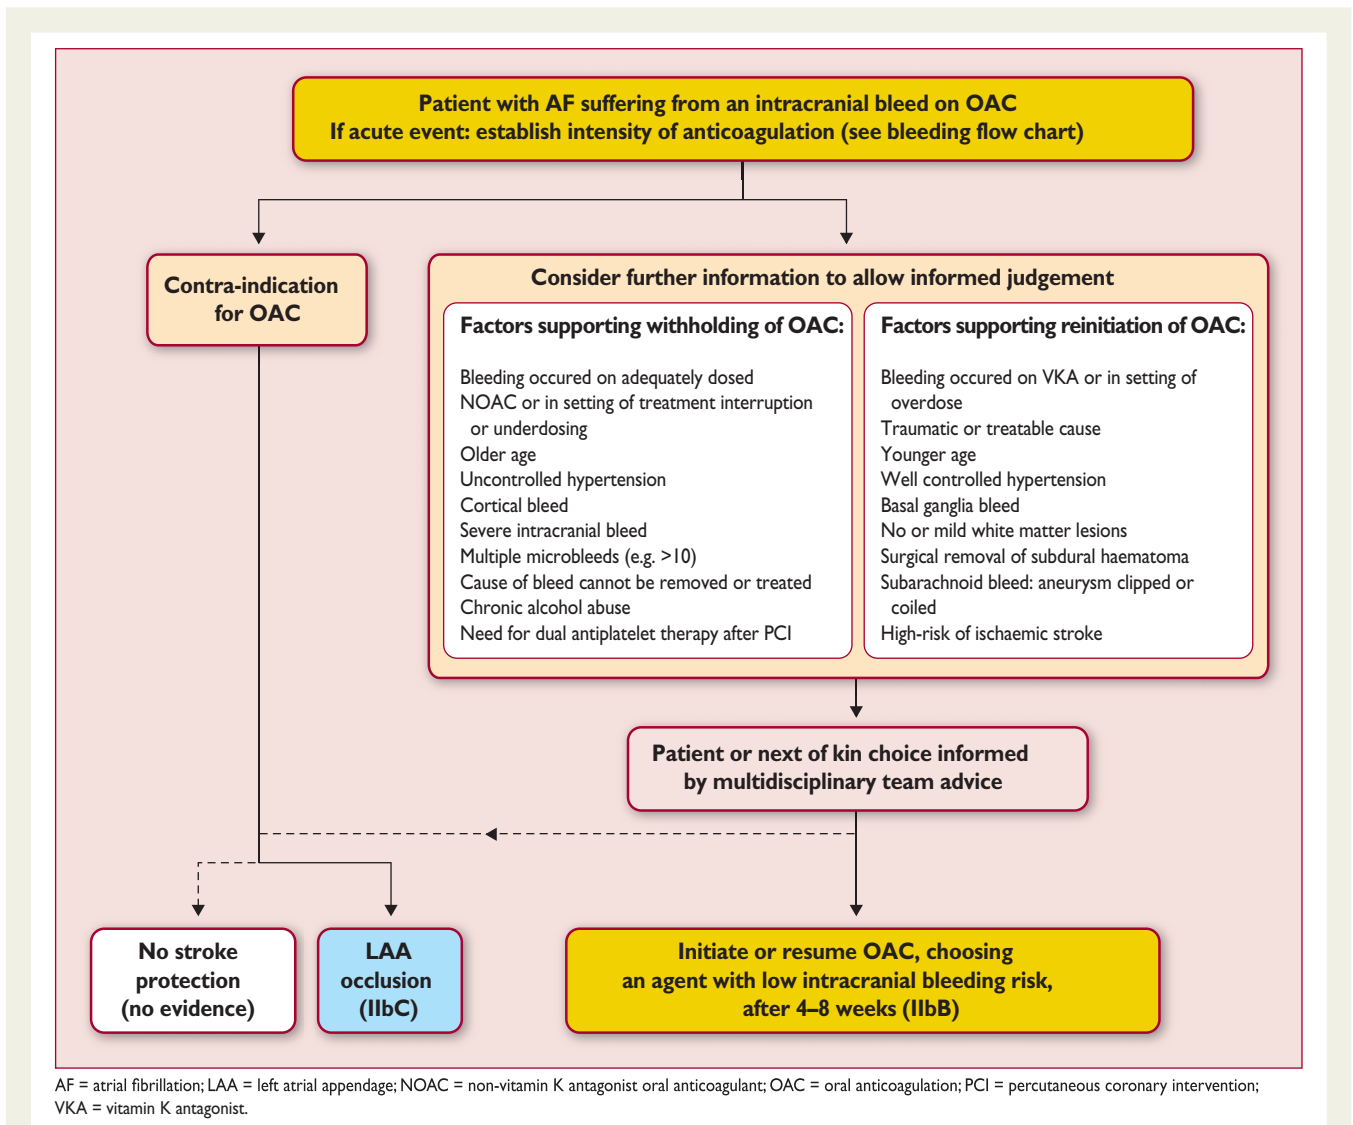 Patient with AF suffering from an intracranial bleed on OAC
If acute event: establish intensity of anticoagulation (see bleeding flow chart)
Contra-indication
for OAC
Consider further information to allow informed judgement
Factors supporting withholding of OAC:
Bleeding occured on adequately dosed
NOAC or in setting of treatment interruption
or underdosing
Older age
Uncontrolled hypertension
Cortical bleed
Severe intracranial bleed
Multiple microbleeds (e.g. >10)
Cause of bleed cannot be removed or treated
Chronic alcohol abuse
Need for dual antiplatelet therapy after PCI
Factors supporting reinitiation of OAC:
Bleeding occured on VKA or in setting of
overdose
Traumatic or treatable cause
Younger age
Well controlled hypertension
Basal ganglia bleed
No or mild white matter lesions
Surgical removal of subdural haematoma
Subarachnoid bleed: aneurysm clipped or
coiled
High-risk of ischaemic stroke
Patient or next of kin choice informed
by multidisciplinary team advice
No stroke
protection
(no evidence)
LAA
occlusion
(IIbC)
Initiate or resume OAC, choosing
an agent with low intracranial bleeding risk,
after 4–8 weeks (IIbB)
AF = atrial fibrillation; LAA = left atrial appendage; NOAC = non-vitamin K antagonist oral anticoagulant; OAC = oral anticoagulation; PCI = percutaneous coronary intervention;
VKA = vitamin K antagonist.